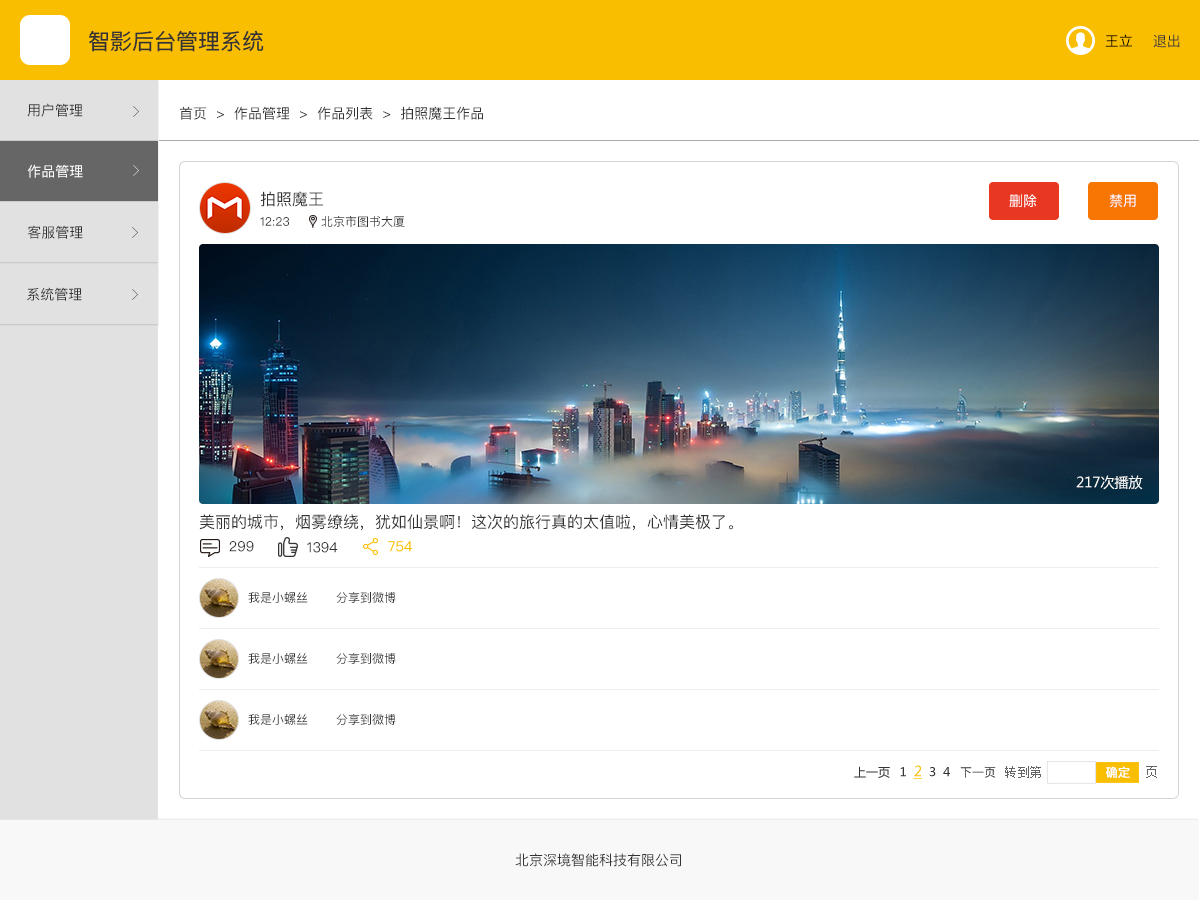 智影后台管理系统
王立 退出
用户管理
作品管理
客服管理
系统管理
首页 > 作品管理 > 作品列表 > 拍照魔王作品
拍照魔王
12:23 北京市图书大厦
删除 禁用
217次播放
美丽的城市，烟雾缭绕，犹如仙景啊！这次的旅行真的太值啦，心情美极了。
299 1394 754
我是小螺丝 分享到微博
我是小螺丝 分享到微博
我是小螺丝 分享到微博
上一页 1 2 3 4 下一页 转到第 确定 页
北京深境智能科技有限公司